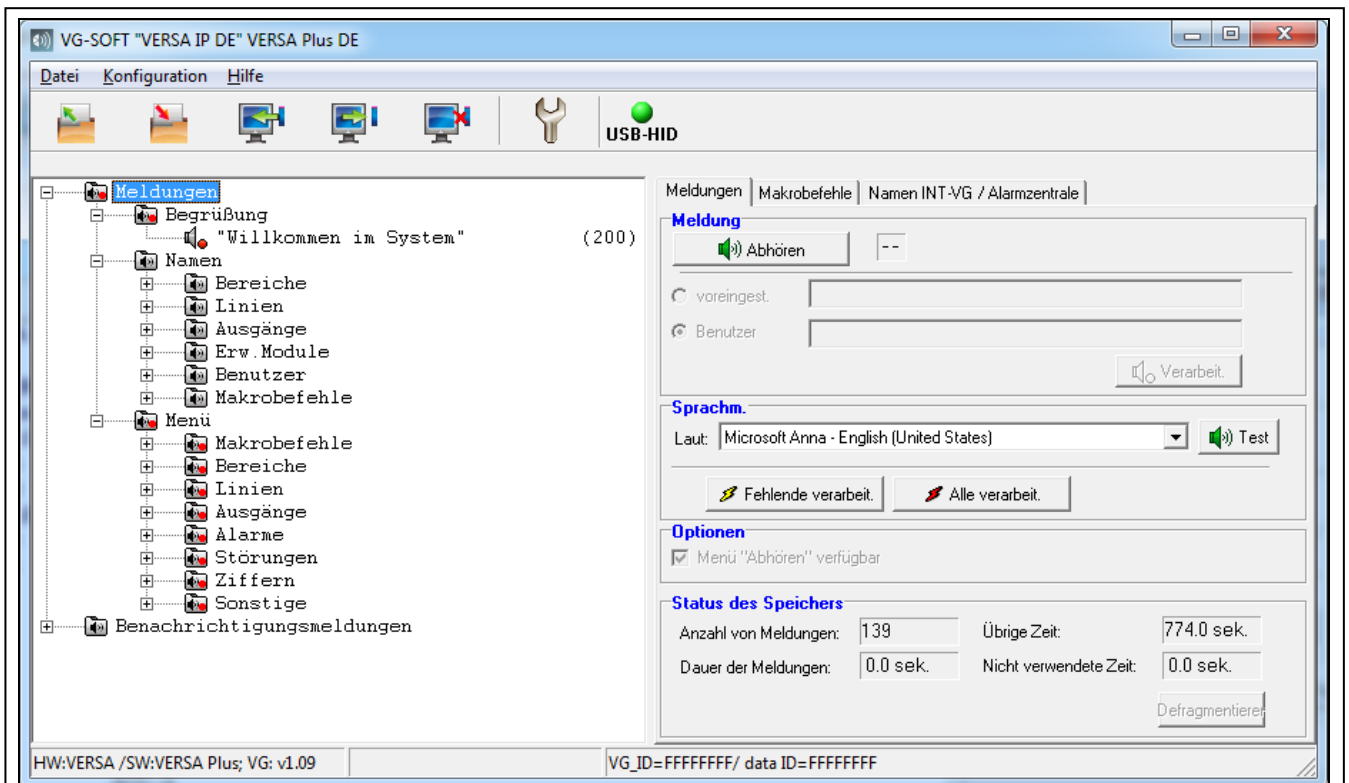 VG-SOFT "VERSA IP DE" VERSA Plus DE
Datei Konfiguration Hilfe
USB-HID
Meldungen
Begrüßung
"Willkommen im System" (200)
Namen
Bereiche
Linien
Ausgänge
Erw.Module
Benutzer
Makrobefehle
Menü
Makrobefehle
Bereiche
Linien
Ausgänge
Alarme
Störungen
Ziffern
Sonstige
Benachrichtigungsmeldungen
Meldungen Makrobefehle Namen INT-VG / Alarmzentrale
Meldung
Abhören --
voreingest.
Benutzer
Verarbeit.
Sprachm.
Laut: Microsoft Anna - English (United States) Test
Fehlende verarbeit. Alle verarbeit.
Optionen
Menü "Abhören" verfügbar
Status des Speichers
Anzahl von Meldungen: 139 Übrige Zeit: 774.0 sek.
Dauer der Meldungen: 0.0 sek. Nicht verwendete Zeit: 0.0 sek.
Defragmentierer
HW:VERSA /SW:VERSA Plus; VG: v1.09 VG_ID=FFFFFFFF/ data ID=FFFFFFFF